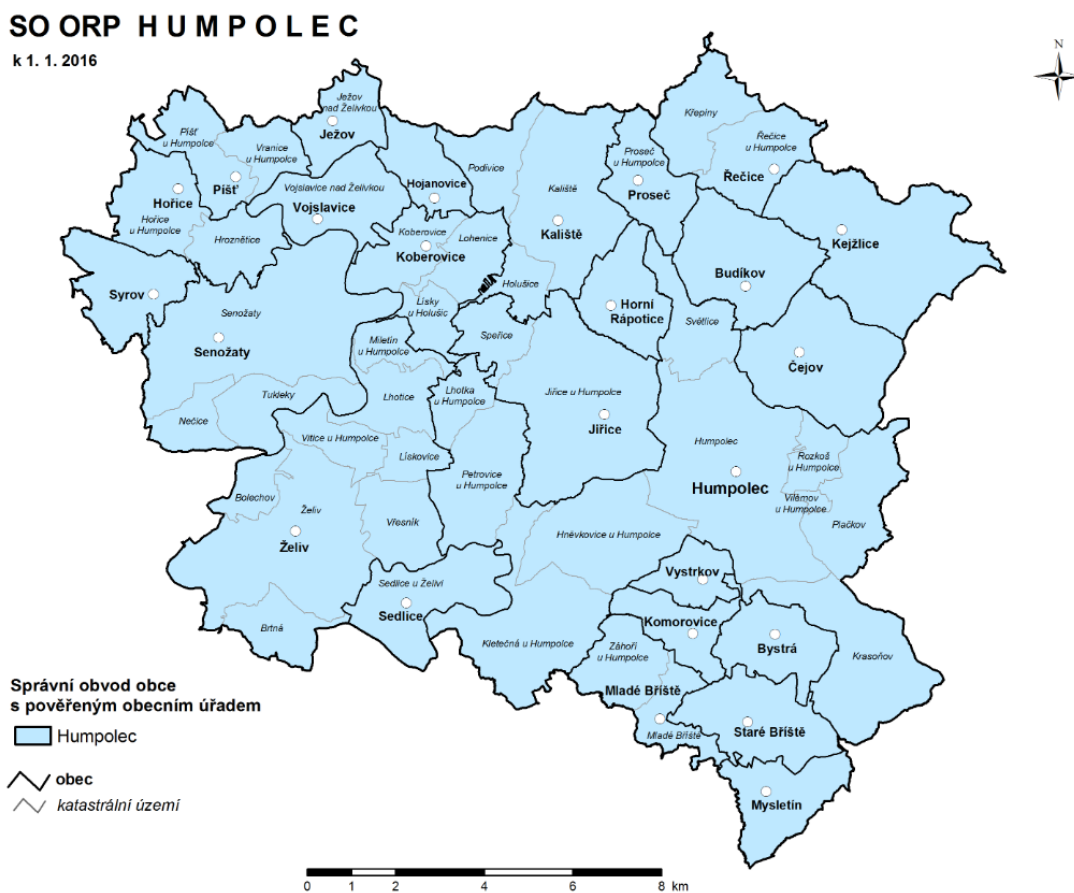 SO ORP H U M P O L E C
k 1. 1. 2016
N
Ježov
nad Želivkou
Ježov
Píšť
u Humpolce
Vranice
u Humpolce
Píšť
Hořice
Hořice
u Humpolce
Hroznětice
Vojslavice nad Želivkou
Vojslavice
Hojanovice
Podivice
Koberovice
Koberovice
Lohenice
Kaliště
Kaliště
Holušice
Proseč
u Humpolce
Proseč
Křepiny
Řečice
u Humpolce
Řečice
Kejžlice
Budíkov
Horní
Rápotice
Světlice
Čejov
Syrov
Senožaty
Senožaty
Lísky
u Holušic
Speřice
Miletín
u Humpolce
Tukleky
Nečice
Lhotice
Lhotka
u Humpolce
Jiřice u Humpolce
Jiřice
Vitice u Humpolce
Lískovice
Petrovice
u Humpolce
Humpolec
Humpolec
Rozkoš
u Humpolce
Vilémov
u Humpolce
Plačkov
Bolechov
Želiv
Želiv
Vřesník
Hněvkovice u Humpolce
Vystrkov
Sedlice u Želivi
Sedlice
Brtná
Kletečná u Humpolce
Komorovice
Záhoří
u Humpolce
Bystrá
Krasoňov
Mladé Bříště
Mladé Bříště
Staré Bříště
Mysletín
Správní obvod obce
s pověřeným obecním úřadem
Humpolec
obec
katastrální území
0 1 2 4 6 8 km